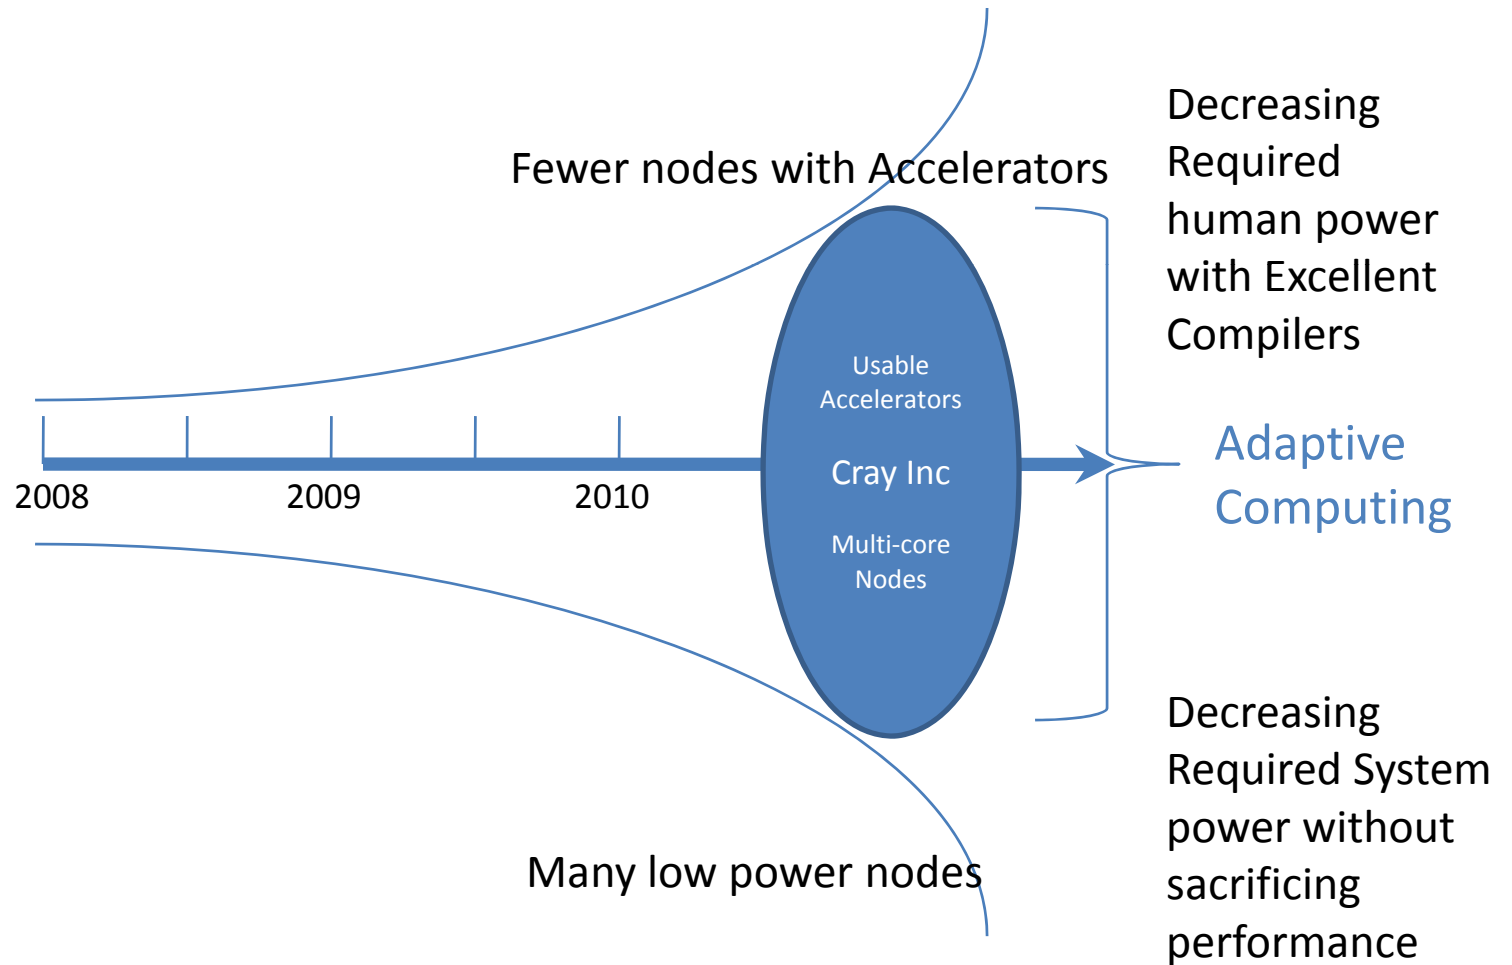 Fewer nodes with Accelerators
Decreasing
Required
human power
with Excellent
Compilers
Usable
Accelerators
Cray Inc
Multi-core
Nodes
2008
2009
2010
Adaptive
Computing
Many low power nodes
Decreasing
Required System
power without
sacrificing
performance